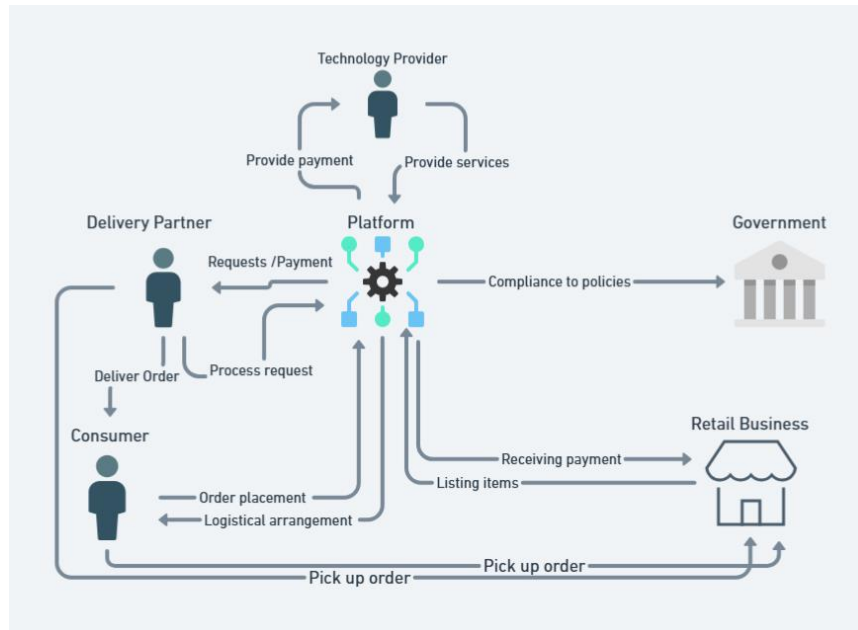 Technology Provider
Provide payment
Provide services
Delivery Partner
Platform
Government
Requests /Payment
Compliance to policies
Deliver Order
Process request
Consumer
Retail Business
Receiving payment
Listing items
Order placement
Logistical arrangement
Pick up order
Pick up order